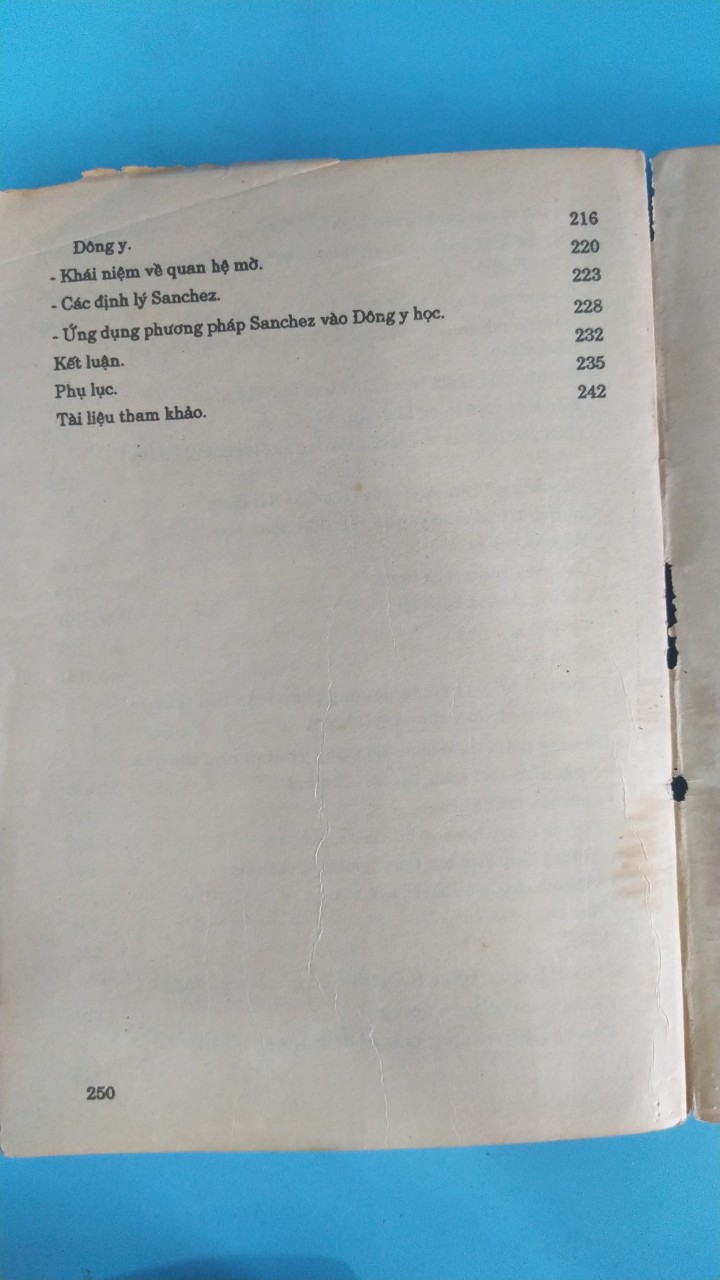 Đông y. 216
- Khái niệm về quan hệ mờ. 220
- Các định lý Sanchez. 223
- Ứng dụng phương pháp Sanchez vào Đông y học. 228
Kết luận. 232
Phụ lục. 235
Tài liệu tham khảo. 242
250